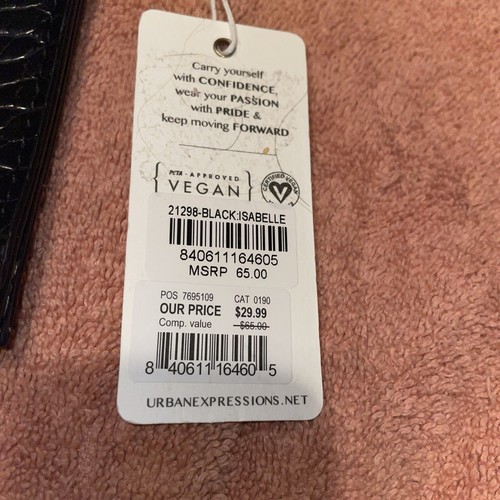 Carry yourself
with CONFIDENCE,
wear your PASSION
with PRIDE &
keep moving FORWARD
PETA - APPROVED
VEGAN
CERTIFIED VEGAN
21298-BLACK:ISABELLE
840611164605
MSRP 65.00
POS 7695109 CAT 0190
OUR PRICE $29.99
Comp. value $65.00
8 40611 16460 5
URBANEXPRESSIONS.NET